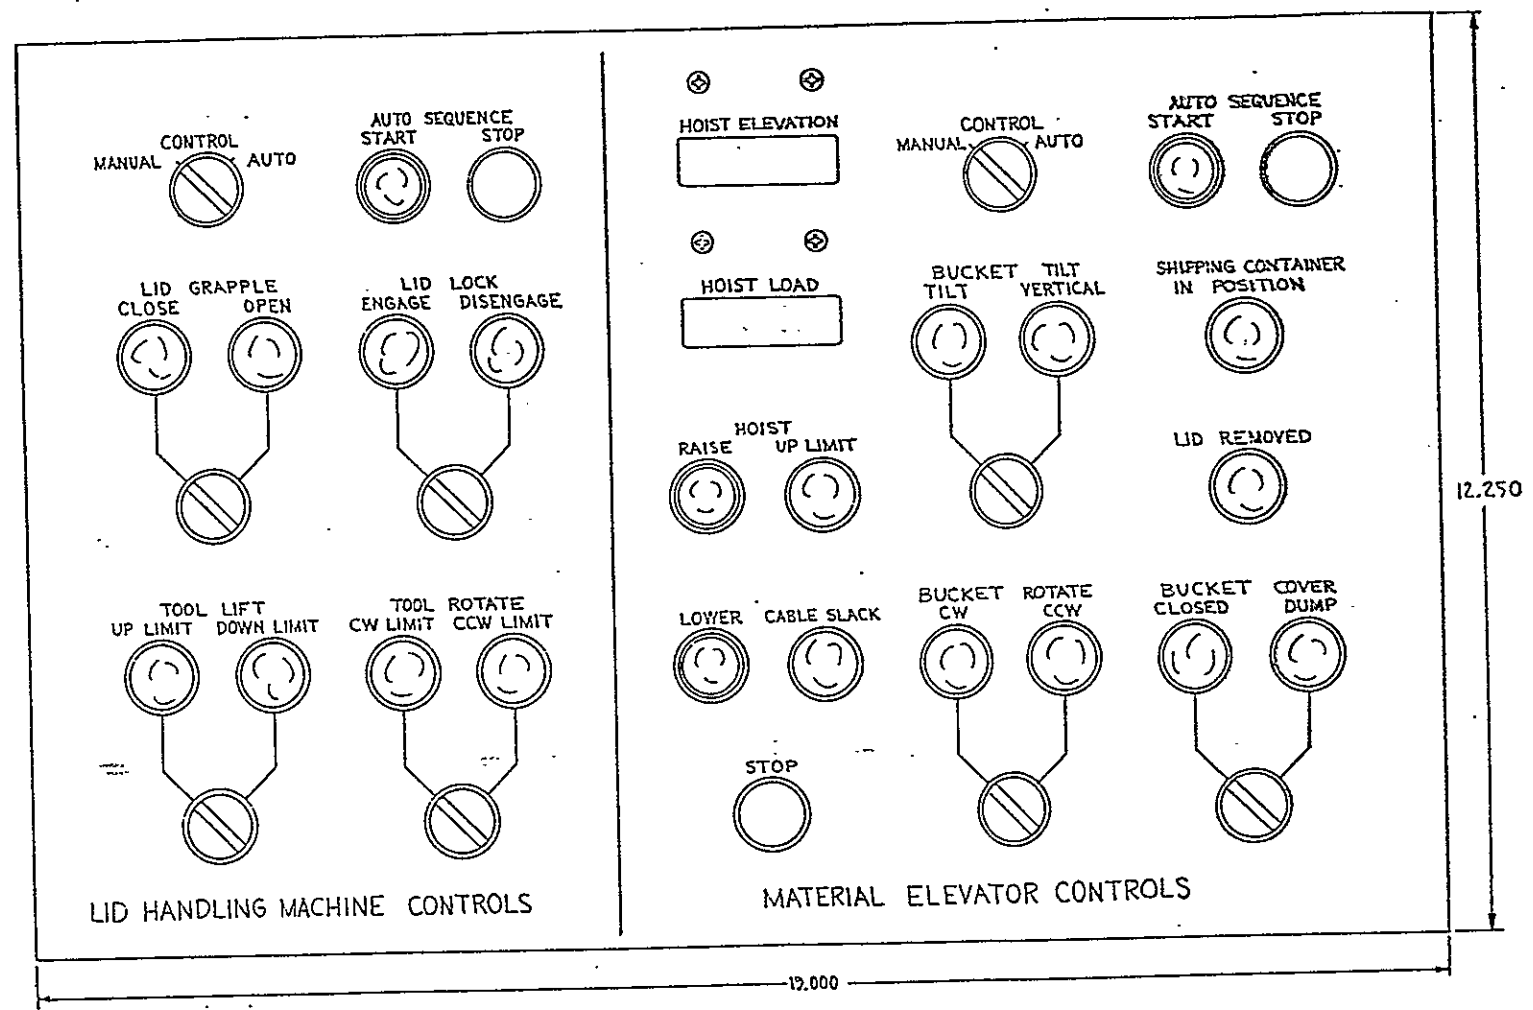 CONTROL
MANUAL AUTO
AUTO SEQUENCE
START STOP
LID GRAPPLE
CLOSE OPEN
LID LOCK
ENGAGE DISENGAGE
TOOL LIFT
UP LIMIT DOWN LIMIT
TOOL ROTATE
CW LIMIT CCW LIMIT
LID HANDLING MACHINE CONTROLS
HOIST ELEVATION
CONTROL
MANUAL AUTO
AUTO SEQUENCE
START STOP
HOIST LOAD
BUCKET TILT
TILT VERTICAL
SHIPPING CONTAINER
IN POSITION
HOIST
RAISE UP LIMIT
LID REMOVED
LOWER CABLE SLACK
BUCKET ROTATE
CW CCW
BUCKET COVER
CLOSED DUMP
STOP
MATERIAL ELEVATOR CONTROLS
12.250
19.000